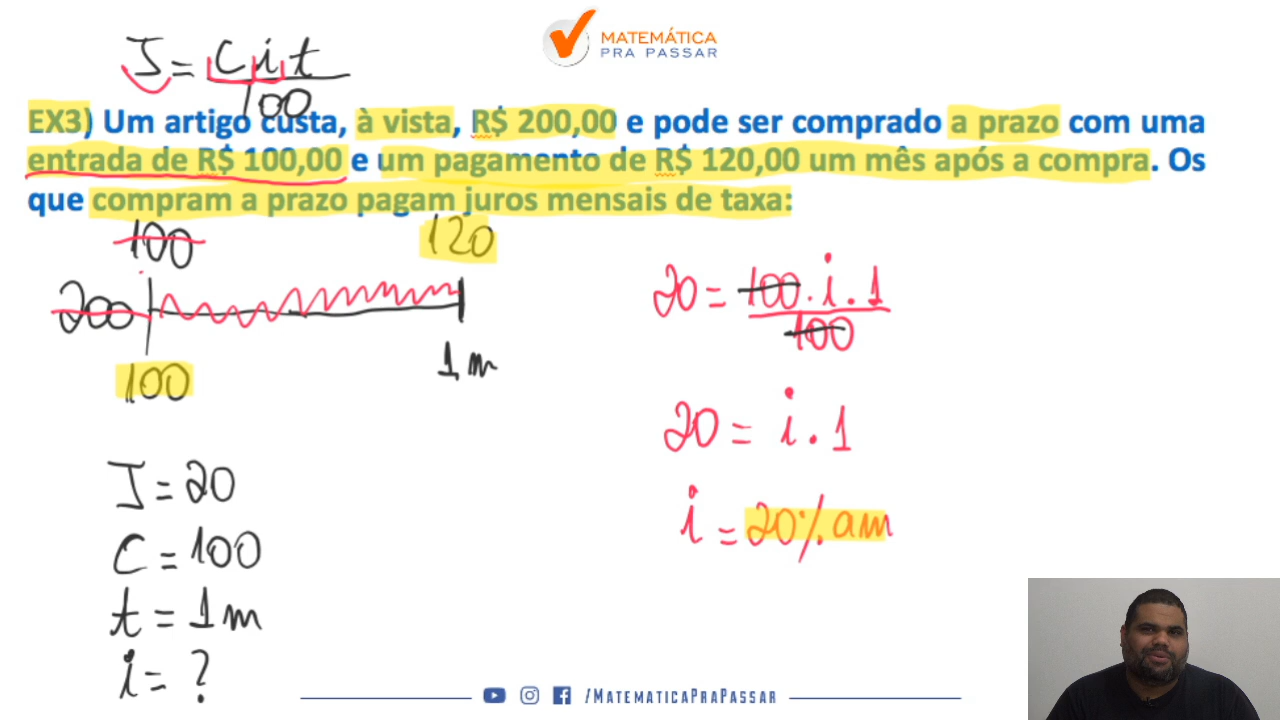 J = C i t
100
MATEMÁTICA
PRA PASSAR
EX3) Um artigo custa, à vista, R$ 200,00 e pode ser comprado a prazo com uma
entrada de R$ 100,00 e um pagamento de R$ 120,00 um mês após a compra. Os
que compram a prazo pagam juros mensais de taxa:
100
120
200
100
1 m
J = 20
C = 100
t = 1 m
i = ?
20 = 100 . i . 1
100
20 = i . 1
i = 20% am
/MATEMATICAPRAPASSAR